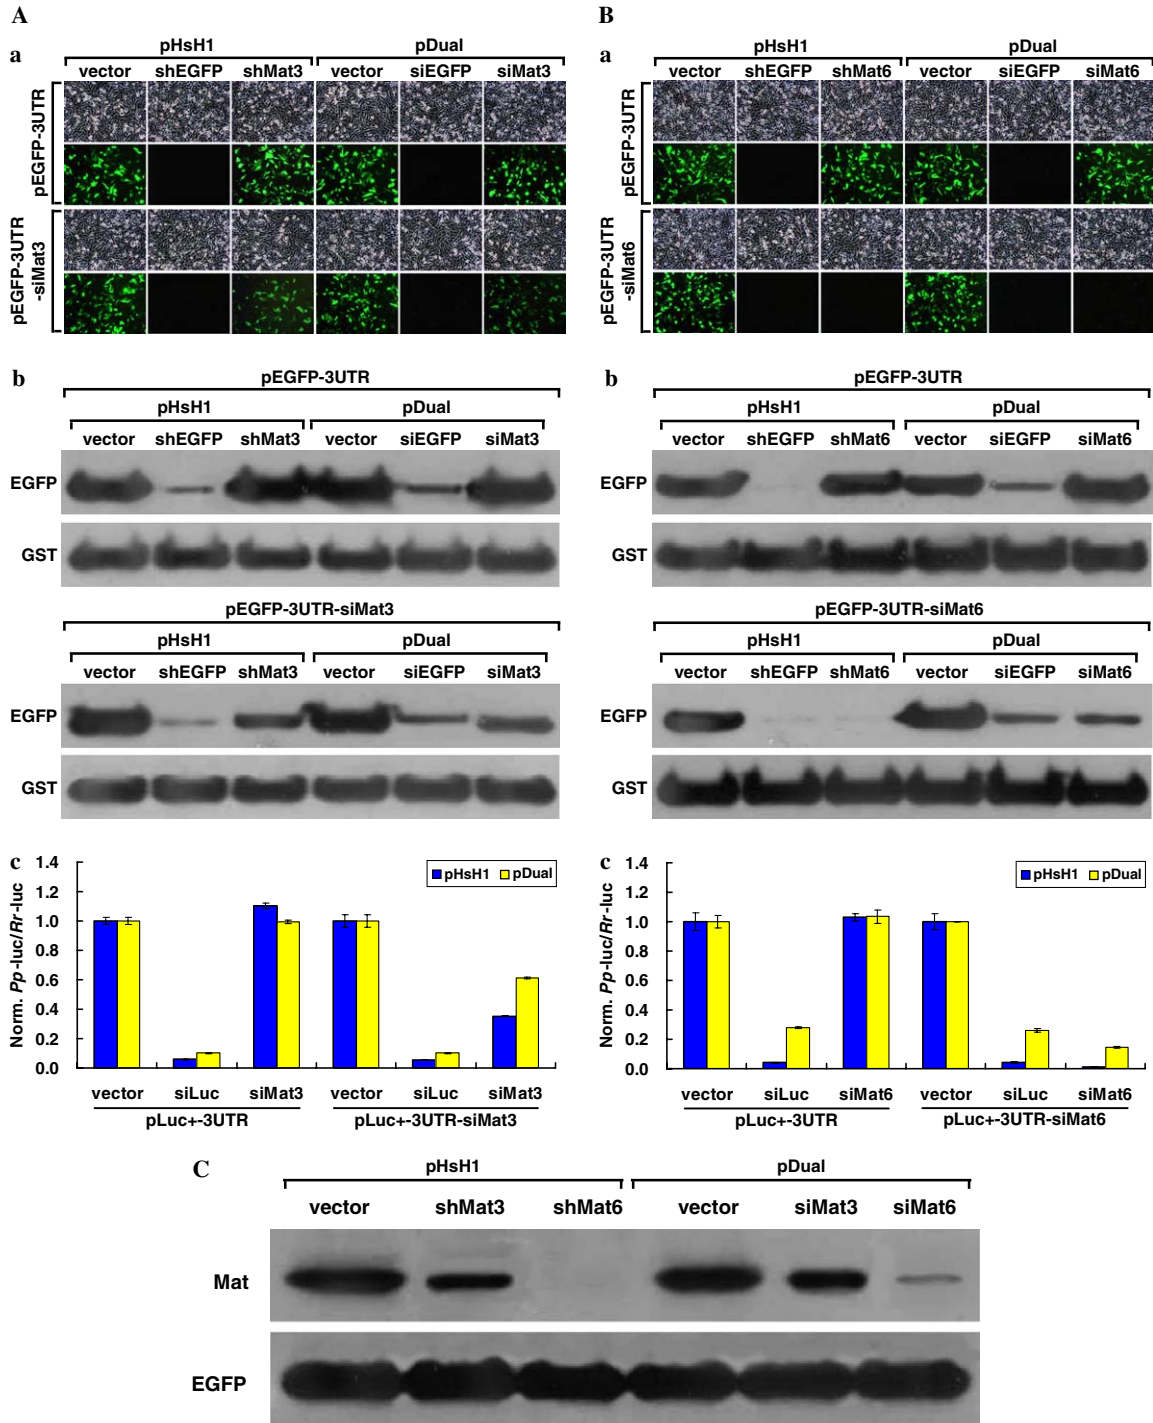 A
a
pHsH1 pDual
vector shEGFP shMat3 vector siEGFP siMat3
pEGFP-3UTR
pEGFP-3UTR
-siMat3
b
pEGFP-3UTR
pHsH1 pDual
vector shEGFP shMat3 vector siEGFP siMat3
EGFP
GST
pEGFP-3UTR-siMat3
pHsH1 pDual
vector shEGFP shMat3 vector siEGFP siMat3
EGFP
GST
c
Norm. Pp-luc/Rr-luc
1.4
1.2
1.0
0.8
0.6
0.4
0.2
0.0
pHsH1 pDual
vector siLuc siMat3 vector siLuc siMat3
pLuc+-3UTR pLuc+-3UTR-siMat3
B
a
pHsH1 pDual
vector shEGFP shMat6 vector siEGFP siMat6
pEGFP-3UTR
pEGFP-3UTR
-siMat6
b
pEGFP-3UTR
pHsH1 pDual
vector shEGFP shMat6 vector siEGFP siMat6
EGFP
GST
pEGFP-3UTR-siMat6
pHsH1 pDual
vector shEGFP shMat6 vector siEGFP siMat6
EGFP
GST
c
Norm. Pp-luc/Rr-luc
1.4
1.2
1.0
0.8
0.6
0.4
0.2
0.0
pHsH1 pDual
vector siLuc siMat6 vector siLuc siMat6
pLuc+-3UTR pLuc+-3UTR-siMat6
C
pHsH1 pDual
vector shMat3 shMat6 vector siMat3 siMat6
Mat
EGFP